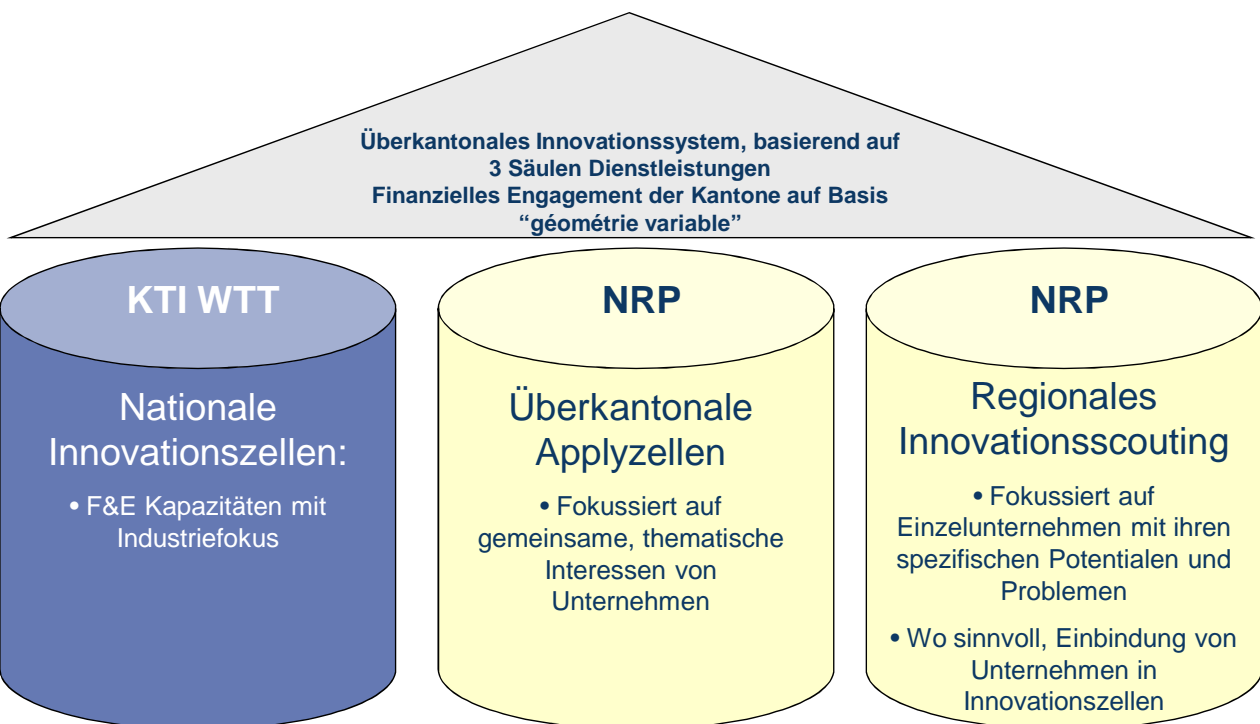 Überkantonales Innovationssystem, basierend auf
3 Säulen Dienstleistungen
Finanzielles Engagement der Kantone auf Basis
“géométrie variable”
KTI WTT
Nationale
Innovationszellen:
• F&E Kapazitäten mit
Industriefokus
NRP
Überkantonale
Applyzellen
• Fokussiert auf
gemeinsame, thematische
Interessen von
Unternehmen
NRP
Regionales
Innovationsscouting
• Fokussiert auf
Einzelunternehmen mit ihren
spezifischen Potentialen und
Problemen
• Wo sinnvoll, Einbindung von
Unternehmen in
Innovationszellen